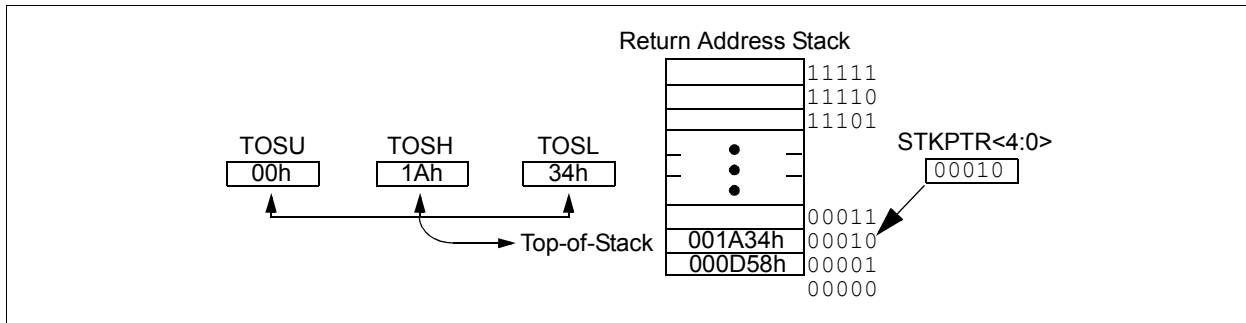 Return Address Stack
11111
11110
11101
TOSU TOSH TOSL
00h 1Ah 34h
STKPTR<4:0>
00010
00011
Top-of-Stack 001A34h 00010
000D58h 00001
00000